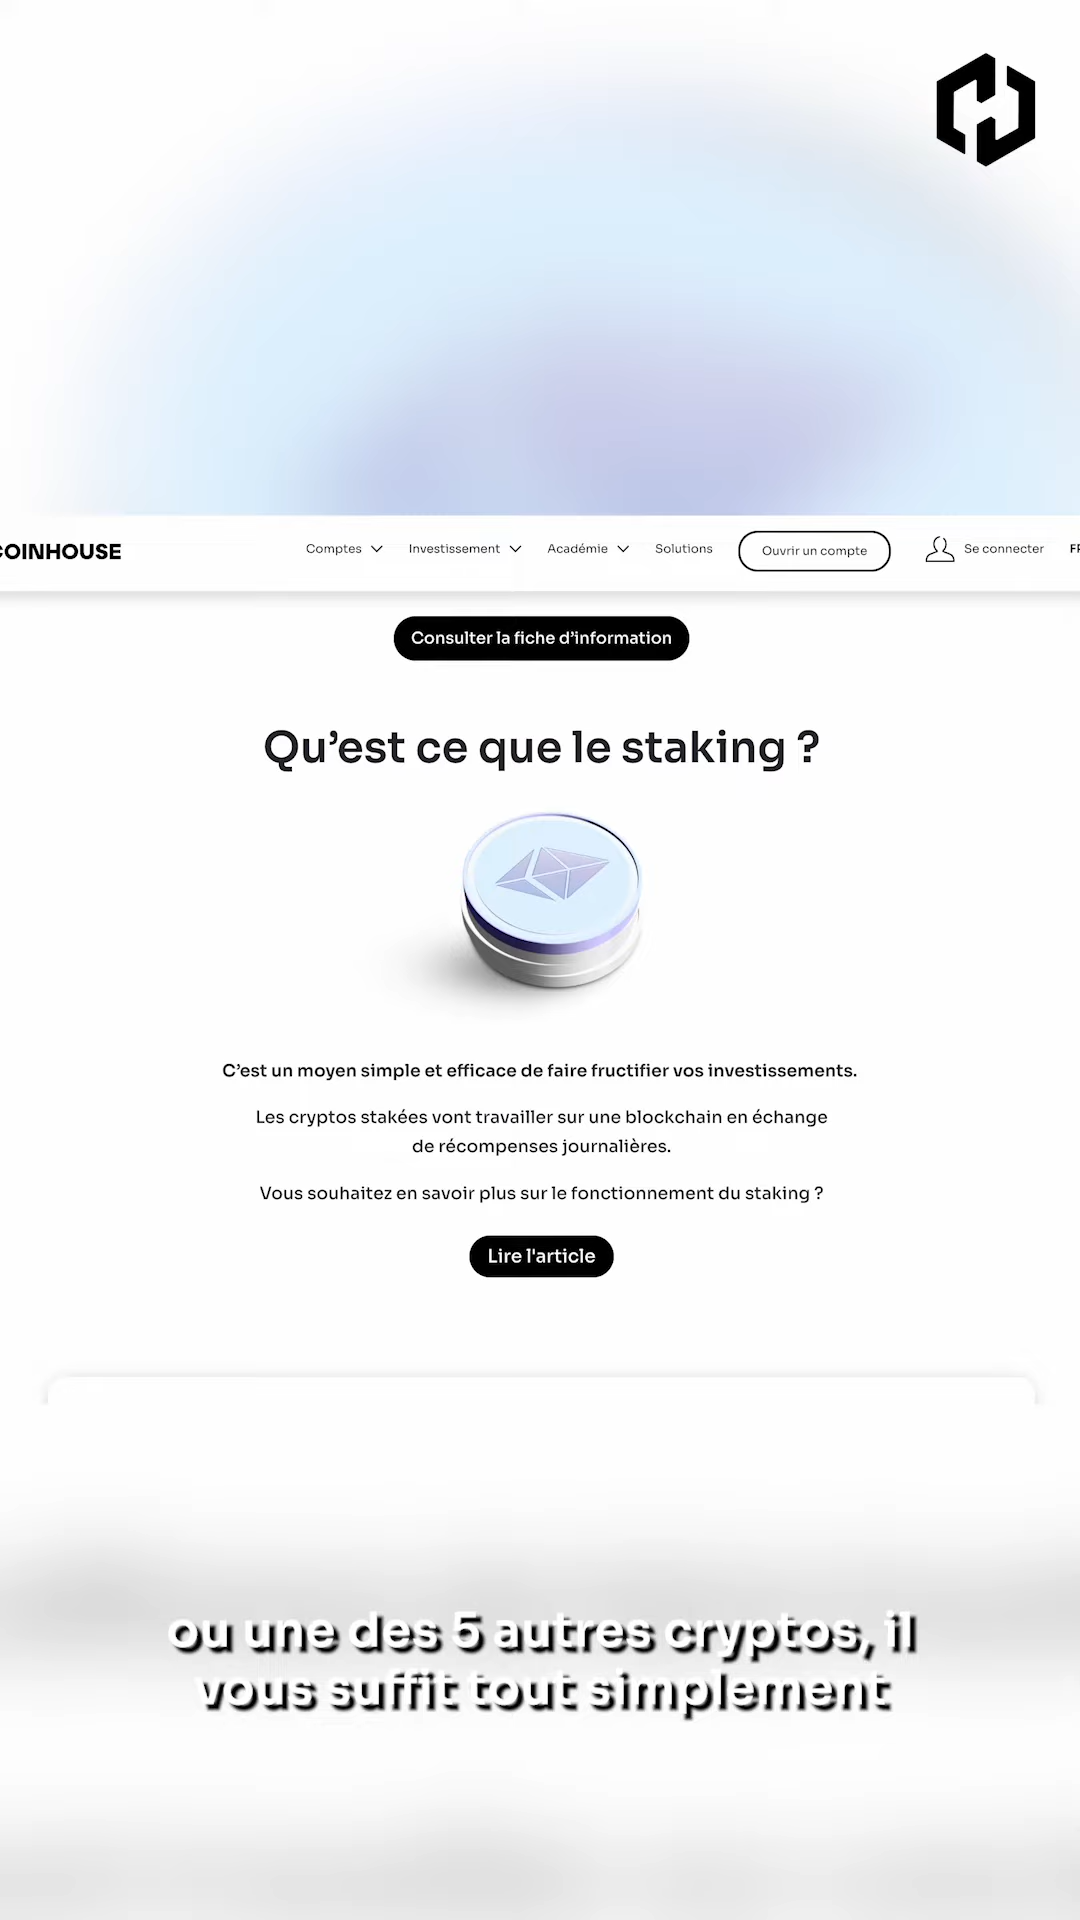 COINHOUSE
Comptes
Investissement
Académie
Solutions
Ouvrir un compte
Se connecter
FR
Consulter la fiche d’information
Qu’est ce que le staking ?
C’est un moyen simple et efficace de faire fructifier vos investissements.
Les cryptos stakées vont travailler sur une blockchain en échange
de récompenses journalières.
Vous souhaitez en savoir plus sur le fonctionnement du staking ?
Lire l'article
ou une des 5 autres cryptos, il
vous suffit tout simplement